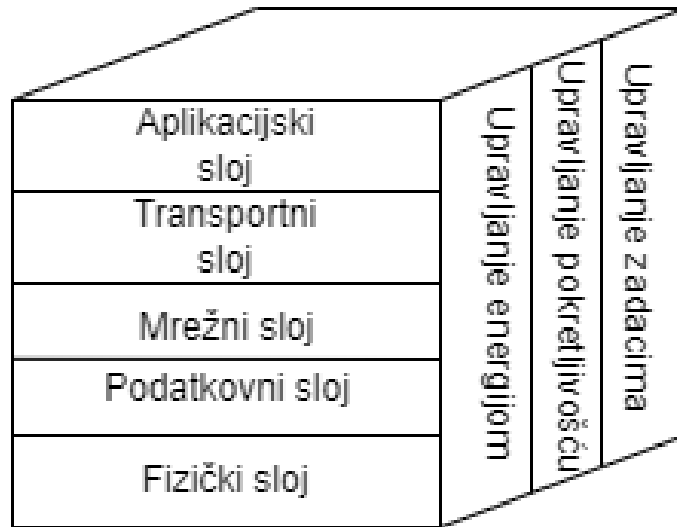 Aplikacijski
sloj
Transportni
sloj
Mrežni sloj
Podatkovni sloj
Fizički sloj
Upravljanje energijom
Upravljanje pokretljivošću
Upravljanje zadacima